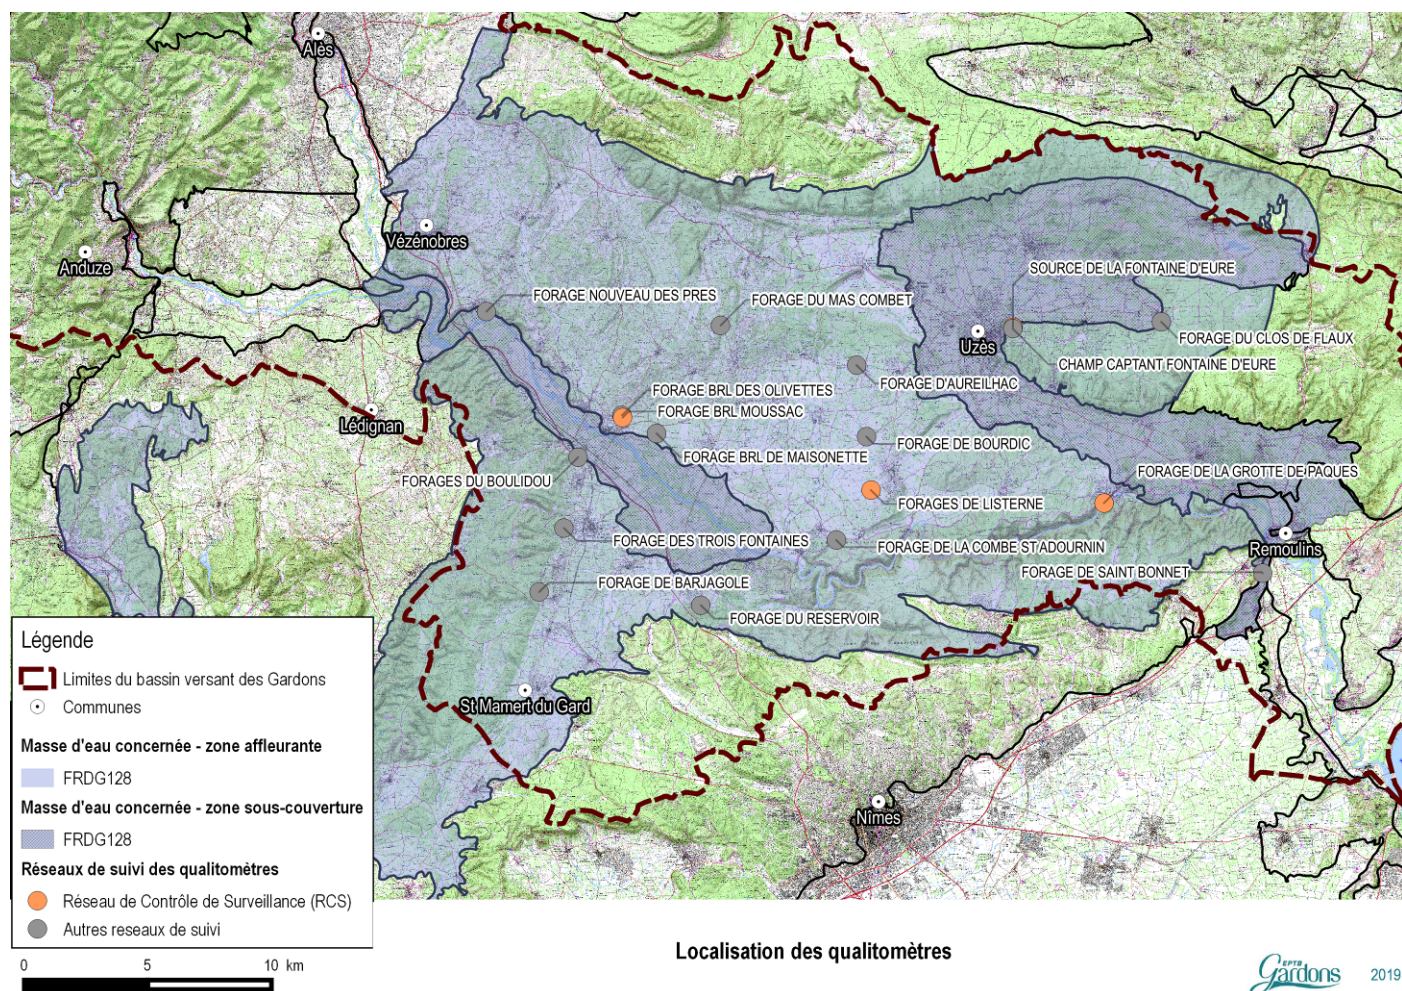 Alès
Vézénobres
Anduze
SOURCE DE LA FONTAINE D'EURE
FORAGE NOUVEAU DES PRES
FORAGE DU MAS COMBET
FORAGE DU CLOS DE FLAUX
Uzès
CHAMP CAPTANT FONTAINE D'EURE
FORAGE D'AUREILHAC
FORAGE BRL DES OLIVETTES
FORAGE BRL MOUSSAC
Lédignan
FORAGE DE BOURDIC
FORAGE BRL DE MAISONETTE
FORAGE DE LA GROTTE DE PAQUES
FORAGES DU BOULIDOU
FORAGES DE LISTERNE
FORAGE DES TROIS FONTAINES
FORAGE DE LA COMBE ST ADOURNIN
Remoulins
FORAGE DE SAINT BONNET
FORAGE DE BARJAGOLE
FORAGE DU RESERVOIR
St Mamert du Gard
Nîmes
Légende
Limites du bassin versant des Gardons
Communes
Masse d'eau concernée - zone affleurante
FRDG128
Masse d'eau concernée - zone sous-couverture
FRDG128
Réseaux de suivi des qualitomètres
Réseau de Contrôle de Surveillance (RCS)
Autres reseaux de suivi
0 5 10 km
Localisation des qualitomètres
EPTB
Gardons
2019